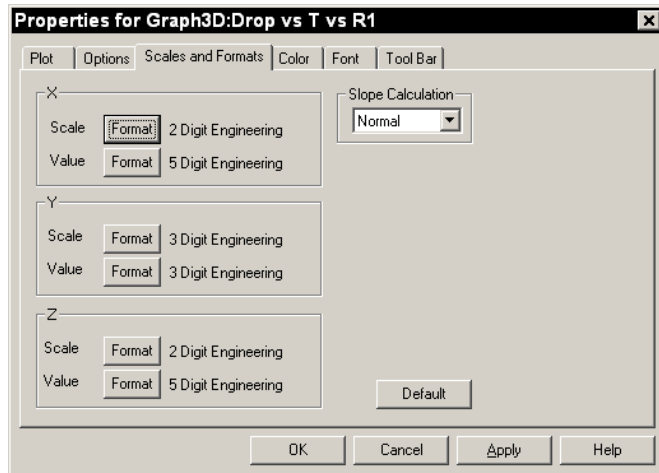 Properties for Graph3D:Drop vs T vs R1
Plot Options Scales and Formats Color Font Tool Bar
X
Scale Format 2 Digit Engineering
Value Format 5 Digit Engineering
Slope Calculation
Normal
Y
Scale Format 3 Digit Engineering
Value Format 3 Digit Engineering
Z
Scale Format 2 Digit Engineering
Value Format 5 Digit Engineering
Default
OK Cancel Apply Help